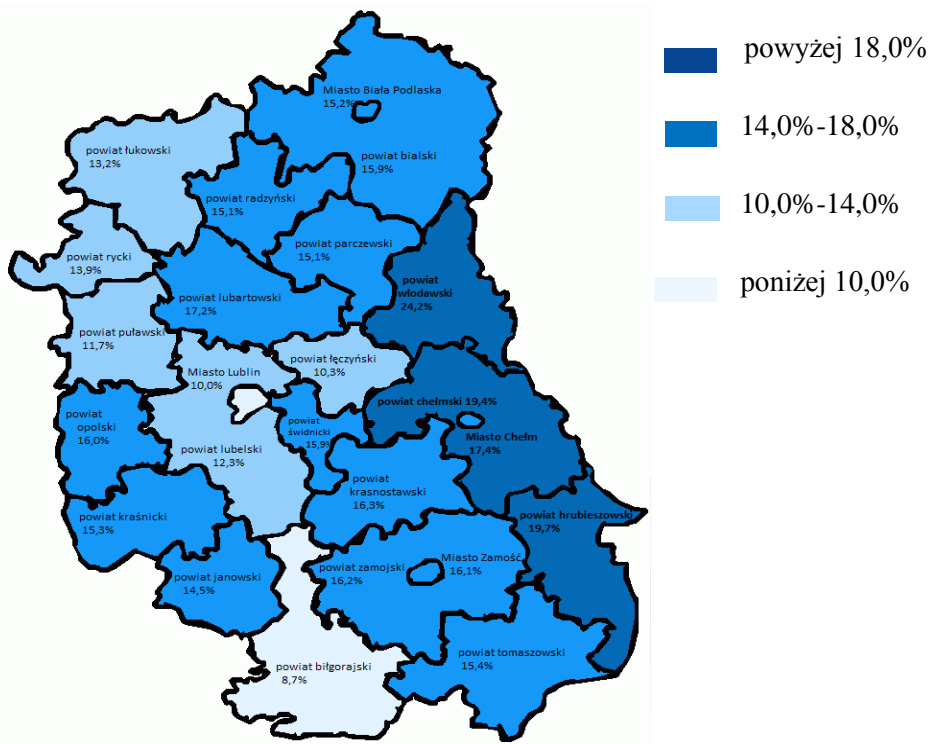 powyżej 18,0%
14,0%-18,0%
10,0%-14,0%
poniżej 10,0%
Miasto Biała Podlaska
15,2%
powiat bialski
15,9%
powiat łukowski
13,2%
powiat radzyński
15,1%
powiat parczewski
15,1%
powiat rycki
13,9%
powiat lubartowski
17,2%
powiat
włodawski
24,2%
powiat puławski
11,7%
Miasto Lublin
10,0%
powiat łęczyński
10,3%
powiat chełmski 19,4%
Miasto Chełm
17,4%
powiat
opolski
16,0%
powiat
świdnicki
15,9%
powiat lubelski
12,3%
powiat
krasnostawski
16,3%
powiat hrubieszowski
19,7%
powiat kraśnicki
15,3%
powiat janowski
14,5%
powiat zamojski
16,2%
Miasto Zamość
16,1%
powiat tomaszowski
15,4%
powiat biłgorajski
8,7%